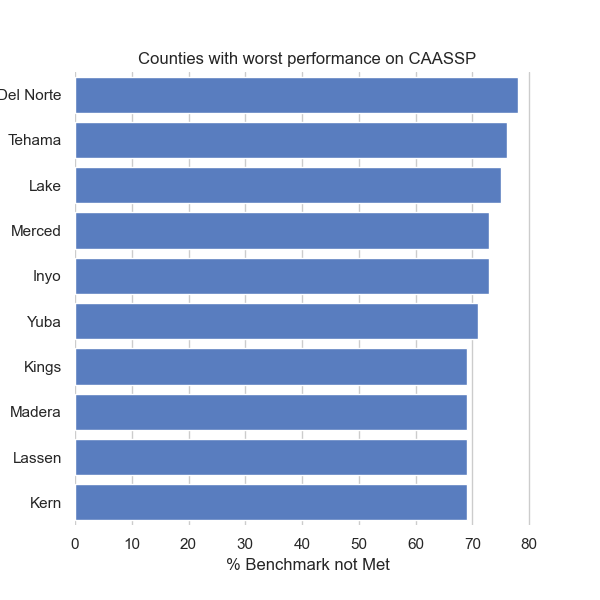 Counties with worst performance on CAASSP
Del Norte
Tehama
Lake
Merced
Inyo
Yuba
Kings
Madera
Lassen
Kern
0 10 20 30 40 50 60 70 80
% Benchmark not Met